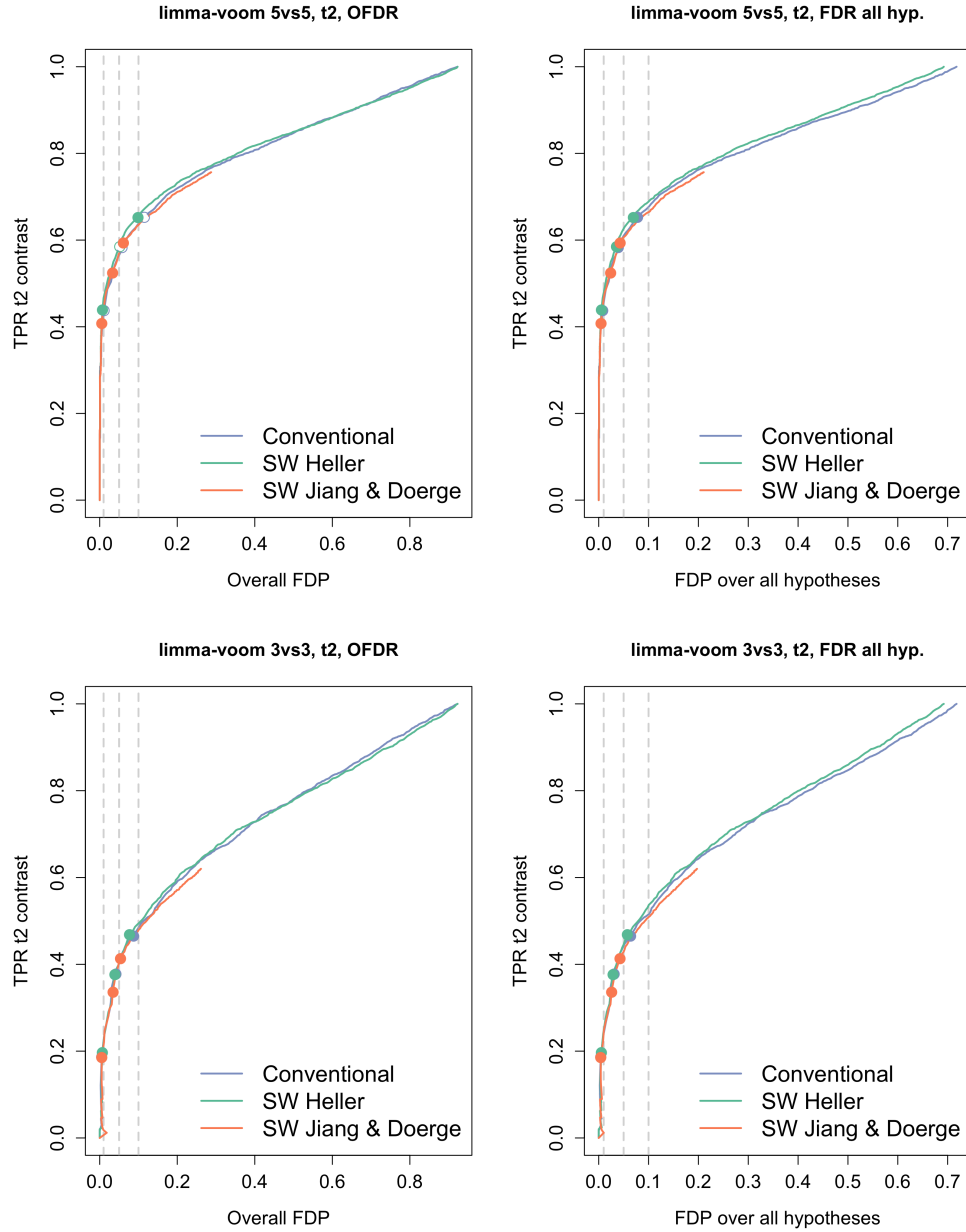 limma-voom 5vs5, t2, OFDR
TPR t2 contrast
1.0
0.8
0.6
0.4
0.2
0.0
Conventional
SW Heller
SW Jiang & Doerge
0.0 0.2 0.4 0.6 0.8
Overall FDP
limma-voom 5vs5, t2, FDR all hyp.
TPR t2 contrast
1.0
0.8
0.6
0.4
0.2
0.0
Conventional
SW Heller
SW Jiang & Doerge
0.0 0.1 0.2 0.3 0.4 0.5 0.6 0.7
FDP over all hypotheses
limma-voom 3vs3, t2, OFDR
TPR t2 contrast
1.0
0.8
0.6
0.4
0.2
0.0
Conventional
SW Heller
SW Jiang & Doerge
0.0 0.2 0.4 0.6 0.8
Overall FDP
limma-voom 3vs3, t2, FDR all hyp.
TPR t2 contrast
1.0
0.8
0.6
0.4
0.2
0.0
Conventional
SW Heller
SW Jiang & Doerge
0.0 0.1 0.2 0.3 0.4 0.5 0.6 0.7
FDP over all hypotheses